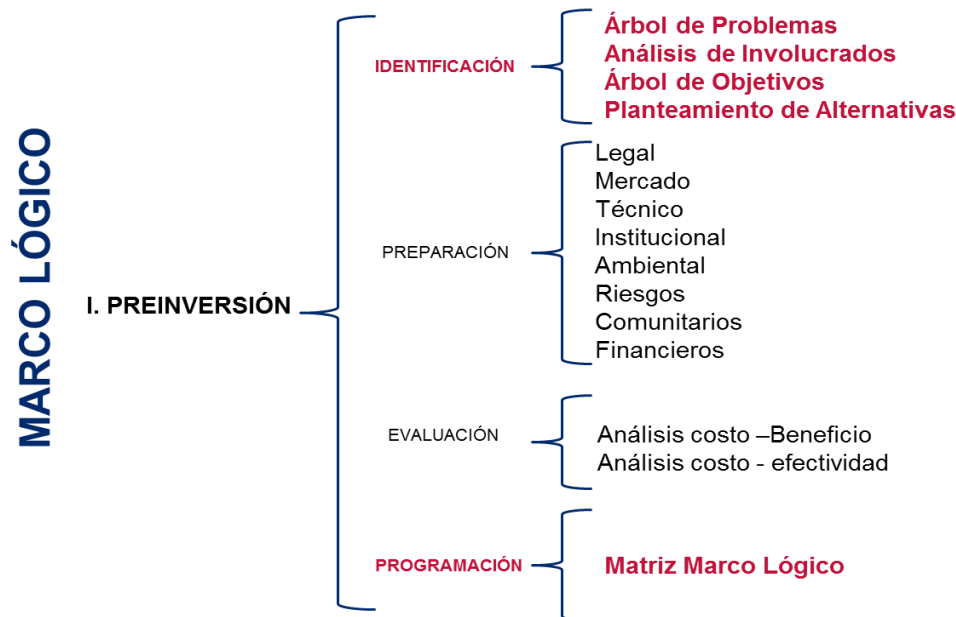 MARCO LÓGICO
I. PREINVERSIÓN
IDENTIFICACIÓN
Árbol de Problemas
Análisis de Involucrados
Árbol de Objetivos
Planteamiento de Alternativas
PREPARACIÓN
Legal
Mercado
Técnico
Institucional
Ambiental
Riesgos
Comunitarios
Financieros
EVALUACIÓN
Análisis costo –Beneficio
Análisis costo - efectividad
PROGRAMACIÓN
Matriz Marco Lógico